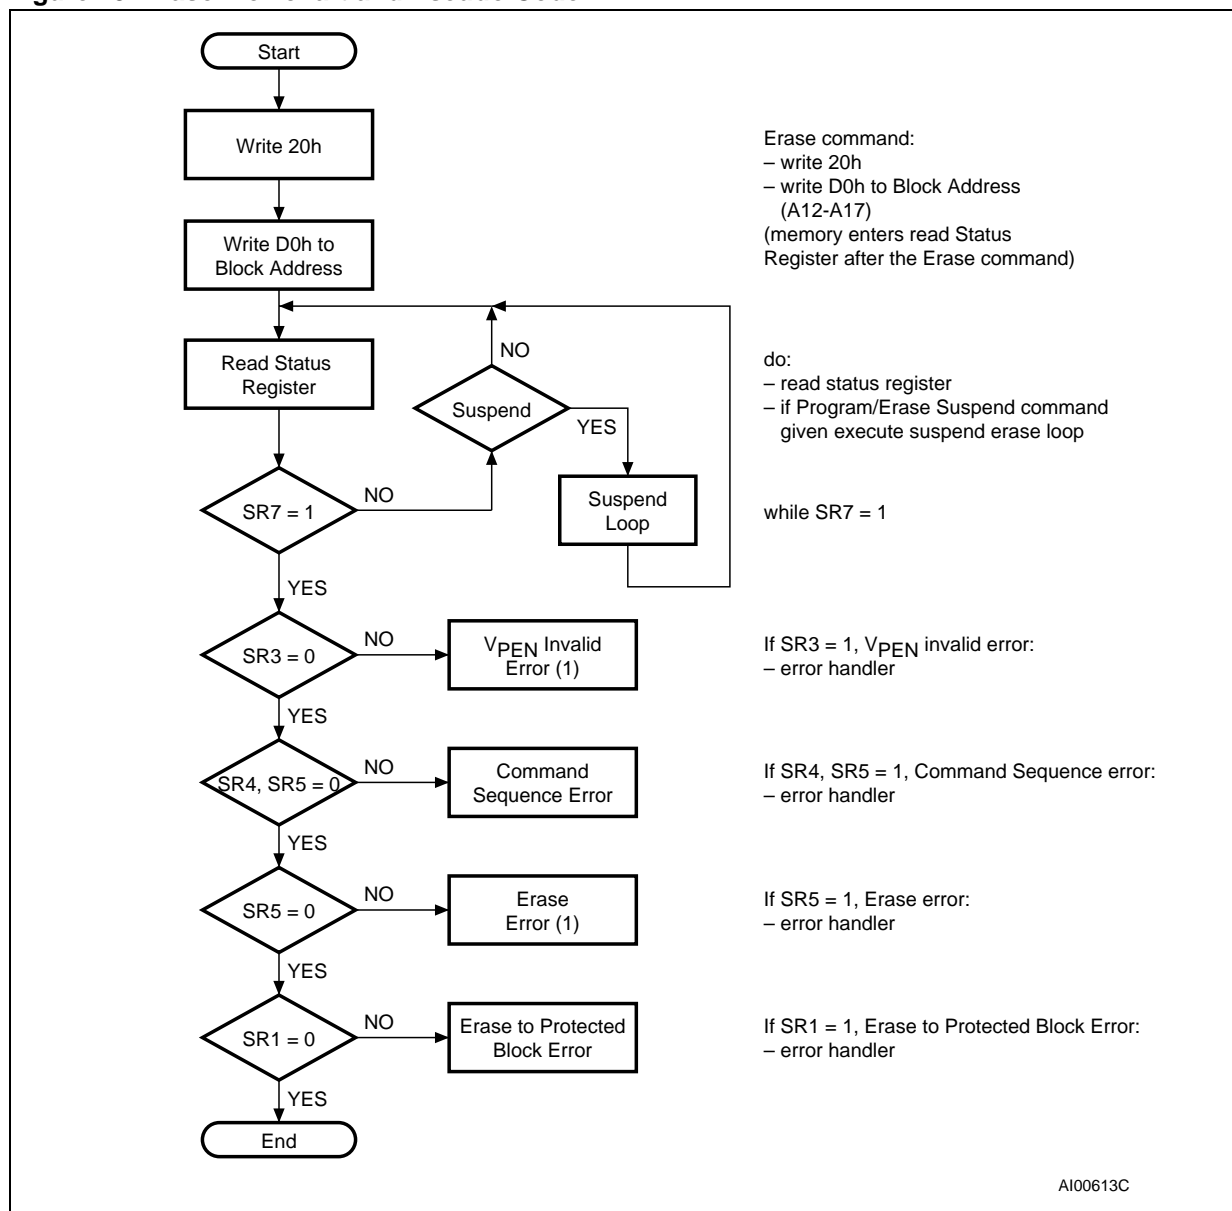 Start
Write 20h
Erase command:
– write 20h
– write D0h to Block Address
(A12-A17)
(memory enters read Status
Register after the Erase command)
Write D0h to
Block Address
Read Status
Register
NO
Suspend
YES
do:
– read status register
– if Program/Erase Suspend command
given execute suspend erase loop
SR7 = 1
NO
Suspend
Loop
while SR7 = 1
YES
SR3 = 0
NO
VPEN Invalid
Error (1)
If SR3 = 1, VPEN invalid error:
– error handler
YES
SR4, SR5 = 0
NO
Command
Sequence Error
If SR4, SR5 = 1, Command Sequence error:
– error handler
YES
SR5 = 0
NO
Erase
Error (1)
If SR5 = 1, Erase error:
– error handler
YES
SR1 = 0
NO
Erase to Protected
Block Error
If SR1 = 1, Erase to Protected Block Error:
– error handler
YES
End
AI00613C